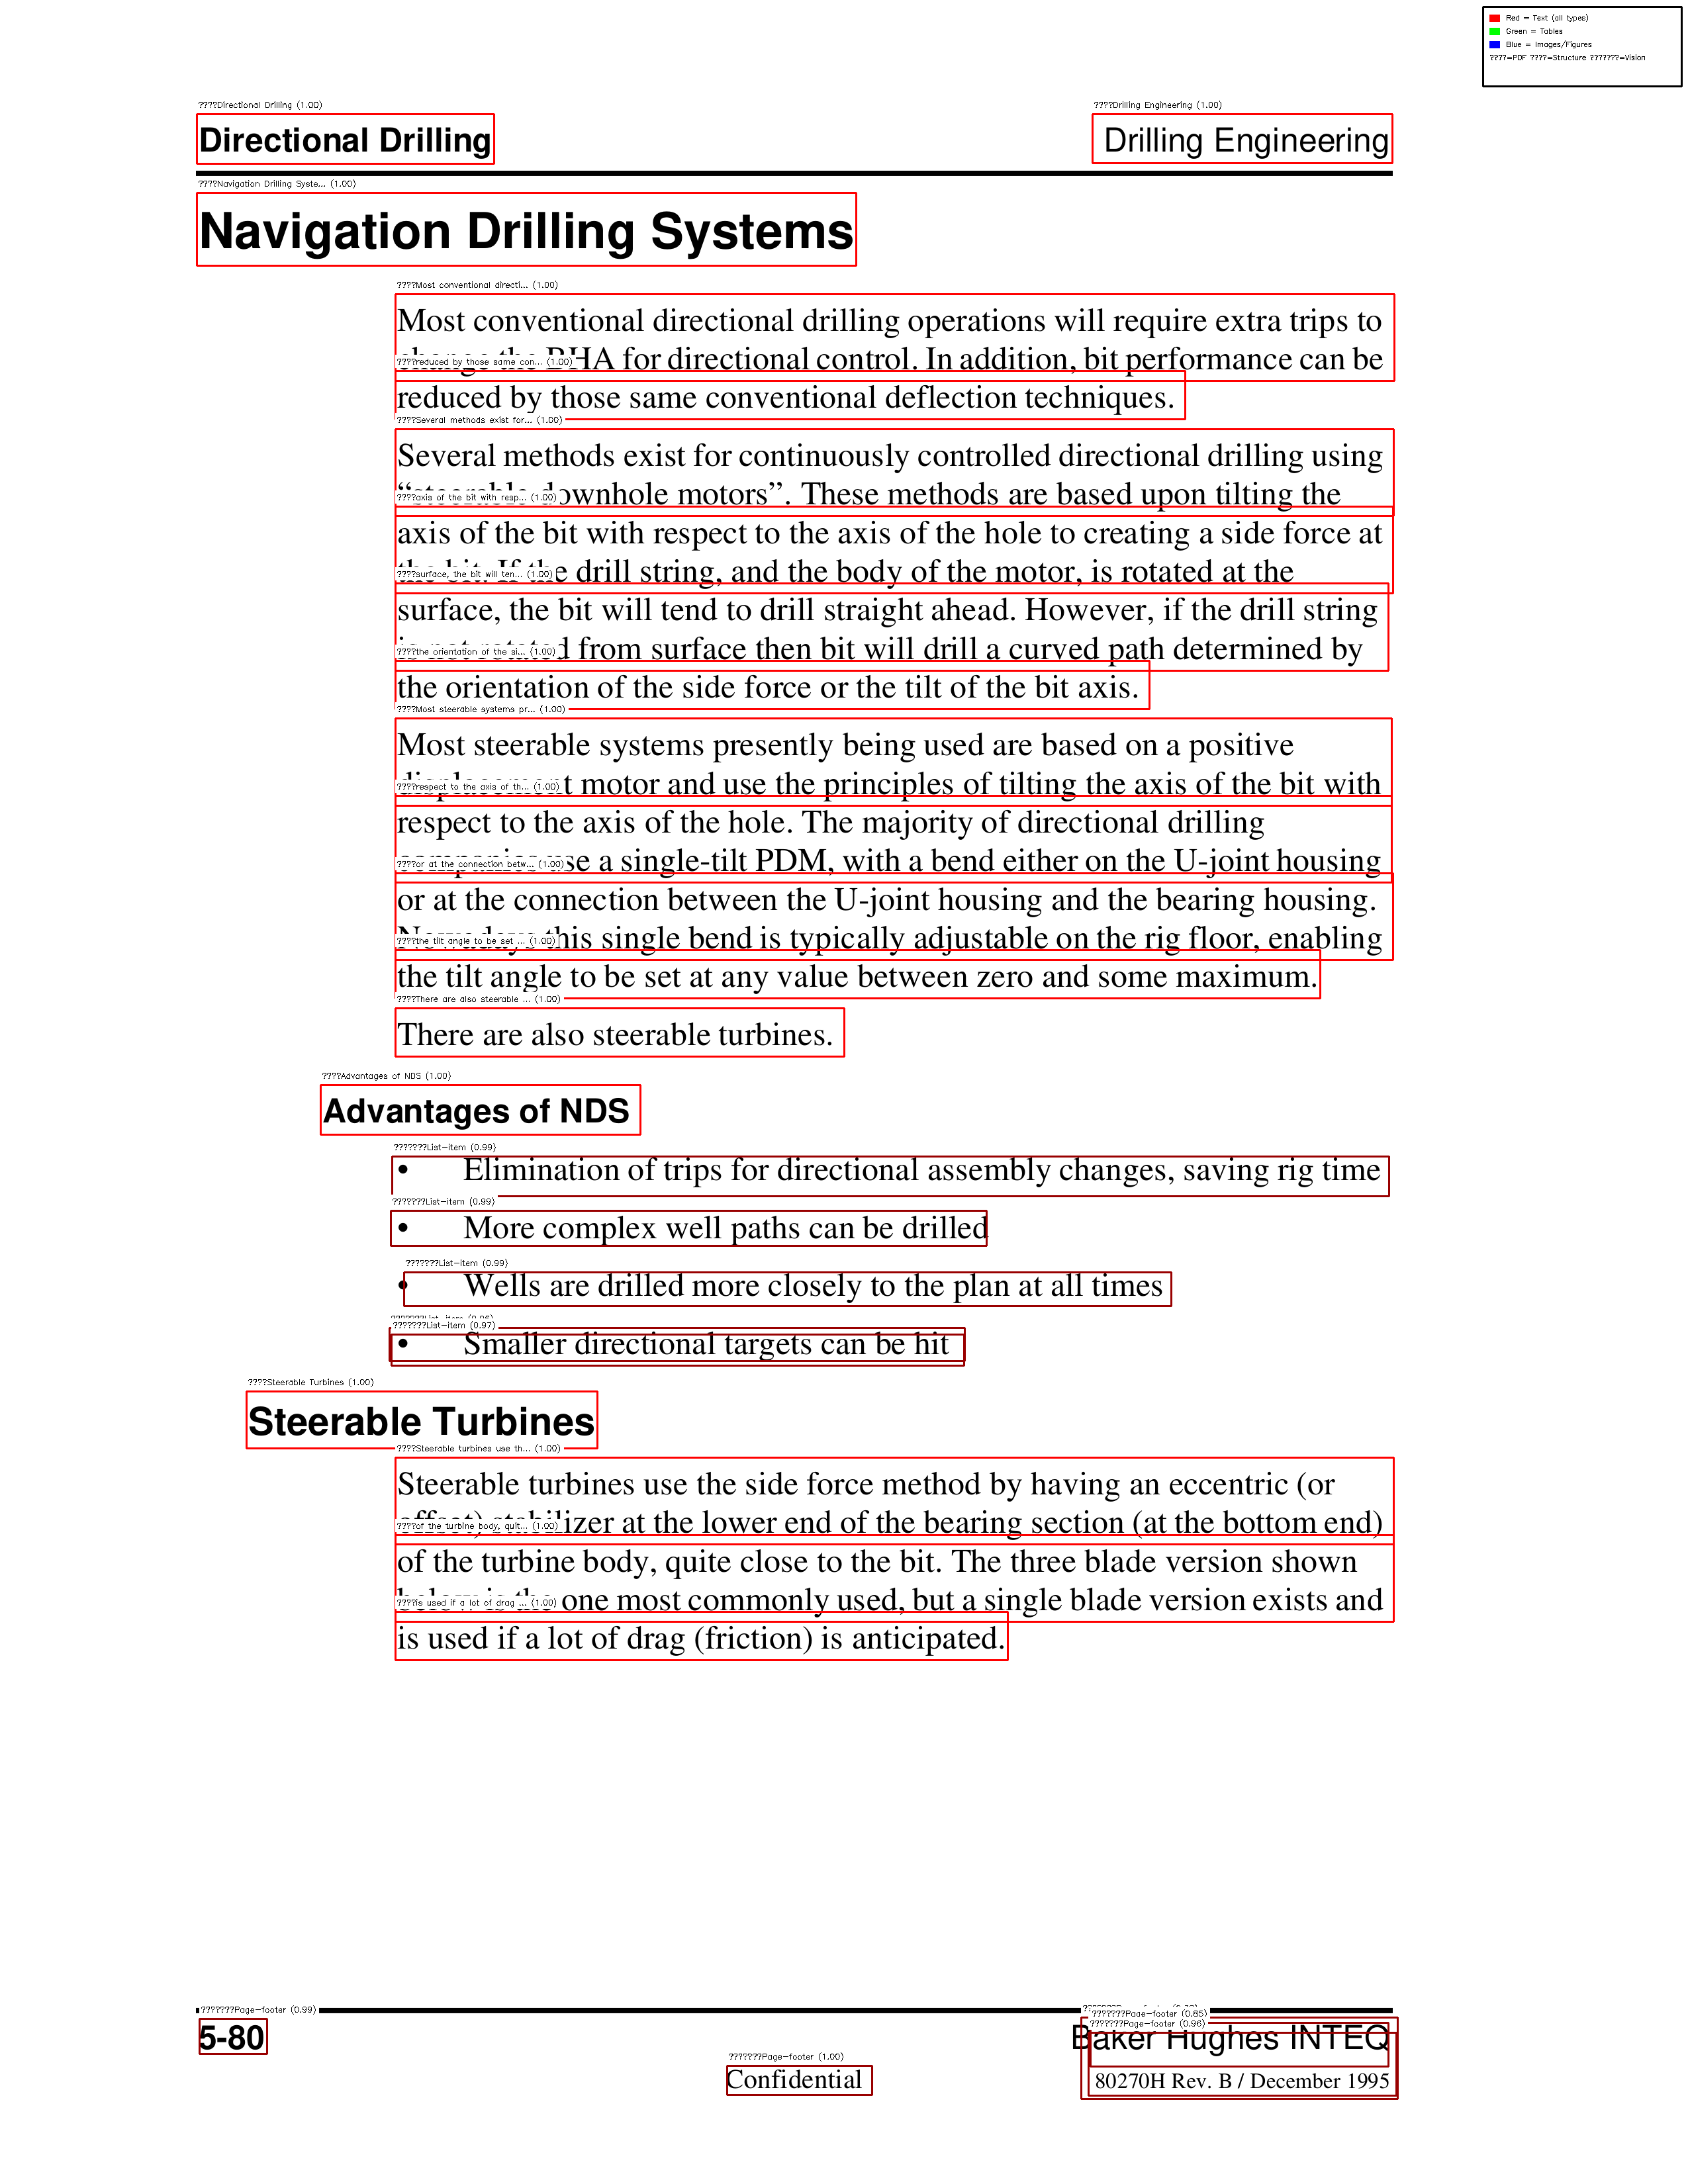 Red = Text (all types)
Green = Tables
Blue = Images/Figures
????=PDF ????=Structure ???????=Vision
????Directional Drilling (1.00)
????Drilling Engineering (1.00)
Directional Drilling
Drilling Engineering
????Navigation Drilling Syste... (1.00)
Navigation Drilling Systems
????Most conventional directi... (1.00)
Most conventional directional drilling operations will require extra trips to
change the BHA for directional control. In addition, bit performance can be
????reduced by those same con... (1.00)
reduced by those same conventional deflection techniques.
????Several methods exist for... (1.00)
Several methods exist for continuously controlled directional drilling using
“steerable downhole motors”. These methods are based upon tilting the
????axis of the bit with resp... (1.00)
axis of the bit with respect to the axis of the hole to creating a side force at
the bit. If the drill string, and the body of the motor, is rotated at the
????surface, the bit will ten... (1.00)
surface, the bit will tend to drill straight ahead. However, if the drill string
is not rotated from surface then bit will drill a curved path determined by
????the orientation of the si... (1.00)
the orientation of the side force or the tilt of the bit axis.
????Most steerable systems pr... (1.00)
Most steerable systems presently being used are based on a positive
displacement motor and use the principles of tilting the axis of the bit with
????respect to the axis of th... (1.00)
respect to the axis of the hole. The majority of directional drilling
companies use a single-tilt PDM, with a bend either on the U-joint housing
????or at the connection betw... (1.00)
or at the connection between the U-joint housing and the bearing housing.
Nowadays this single bend is typically adjustable on the rig floor, enabling
????the tilt angle to be set ... (1.00)
the tilt angle to be set at any value between zero and some maximum.
????There are also steerable ... (1.00)
There are also steerable turbines.
????Advantages of NDS (1.00)
Advantages of NDS
???????List-item (0.99)
• Elimination of trips for directional assembly changes, saving rig time
???????List-item (0.99)
• More complex well paths can be drilled
???????List-item (0.99)
• Wells are drilled more closely to the plan at all times
???????List-item (0.97)
• Smaller directional targets can be hit
????Steerable Turbines (1.00)
Steerable Turbines
????Steerable turbines use th... (1.00)
Steerable turbines use the side force method by having an eccentric (or
offset) stabilizer at the lower end of the bearing section (at the bottom end)
????of the turbine body, quit... (1.00)
of the turbine body, quite close to the bit. The three blade version shown
below is the one most commonly used, but a single blade version exists and
????is used if a lot of drag ... (1.00)
is used if a lot of drag (friction) is anticipated.
???????Page-footer (0.99)
???????Page-footer (0.85)
???????Page-footer (0.96)
5-80
Baker Hughes INTEQ
???????Page-footer (1.00)
Confidential
80270H Rev. B / December 1995